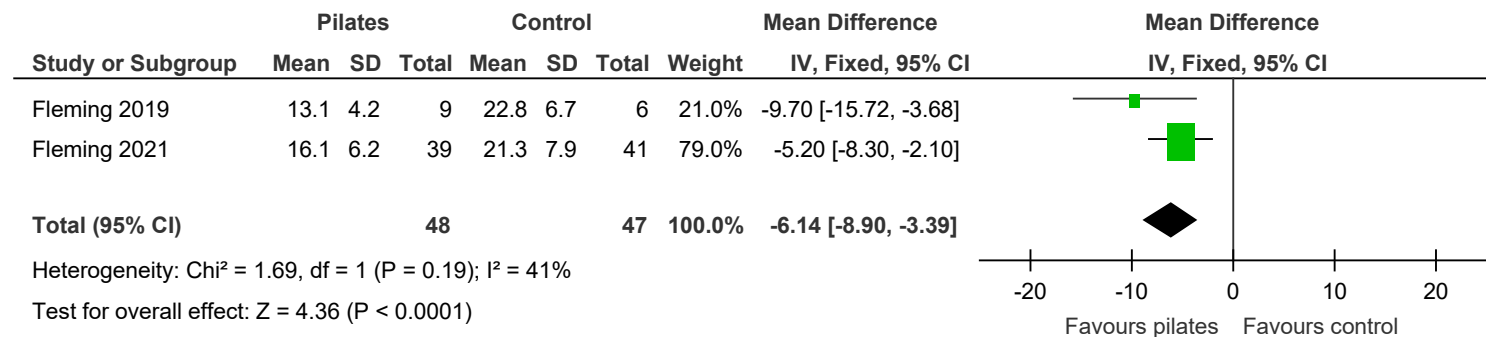 Pilates Control Mean Difference Mean Difference
Study or Subgroup Mean SD Total Mean SD Total Weight IV, Fixed, 95% CI IV, Fixed, 95% CI
Fleming 2019 13.1 4.2 9 22.8 6.7 6 21.0% -9.70 [-15.72, -3.68]
Fleming 2021 16.1 6.2 39 21.3 7.9 41 79.0% -5.20 [-8.30, -2.10]
Total (95% CI) 48 47 100.0% -6.14 [-8.90, -3.39]
Heterogeneity: Chi² = 1.69, df = 1 (P = 0.19); I² = 41%
Test for overall effect: Z = 4.36 (P < 0.0001)
-20 -10 0 10 20
Favours pilates Favours control